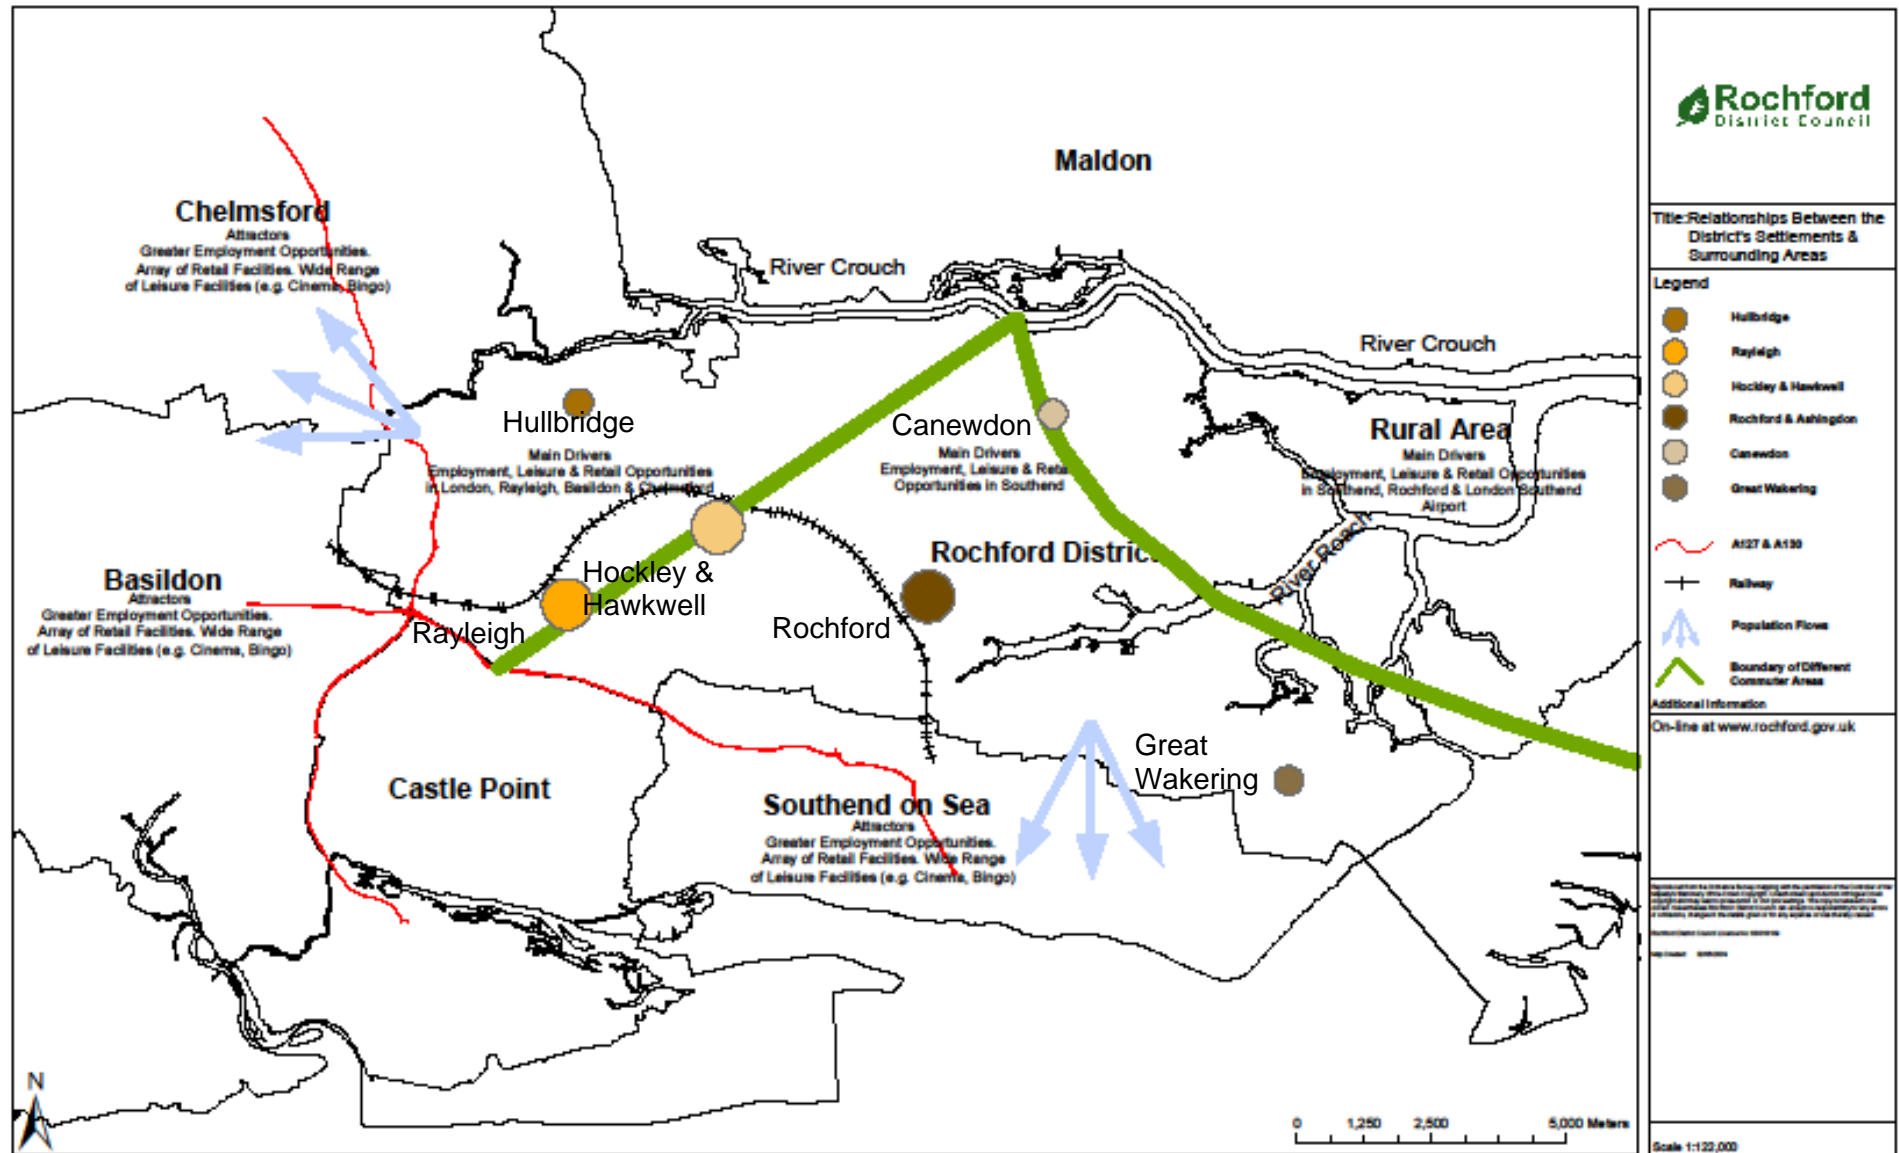 Maldon
Chelmsford
Attractors
Greater Employment Opportunities.
Array of Retail Facilities. Wide Range
of Leisure Facilities (e.g. Cinema, Bingo)
River Crouch
River Crouch
Hullbridge
Main Drivers
Employment, Leisure & Retail Opportunities
in London, Rayleigh, Basildon & Chelmsford
Canewdon
Main Drivers
Employment, Leisure & Retail
Opportunities in Southend
Rural Area
Main Drivers
Employment, Leisure & Retail Opportunities
in Southend, Rochford & London Southend
Airport
Rochford District
River Roach
Basildon
Attractors
Greater Employment Opportunities.
Array of Retail Facilities. Wide Range
of Leisure Facilities (e.g. Cinema, Bingo)
Hockley &
Hawkwell
Rayleigh
Rochford
Great
Wakering
Castle Point
Southend on Sea
Attractors
Greater Employment Opportunities.
Array of Retail Facilities. Wide Range
of Leisure Facilities (e.g. Cinema, Bingo)
N
0 1,250 2,500 5,000 Meters
Rochford
District Council
Title:Relationships Between the
District's Settlements &
Surrounding Areas
Legend
Hullbridge
Rayleigh
Hockley & Hawkwell
Rochford & Ashingdon
Canewdon
Great Wakering
A127 & A130
Railway
Population Flows
Boundary of Different
Commuter Areas
Additional Information
On-line at www.rochford.gov.uk
Scale 1:122,000